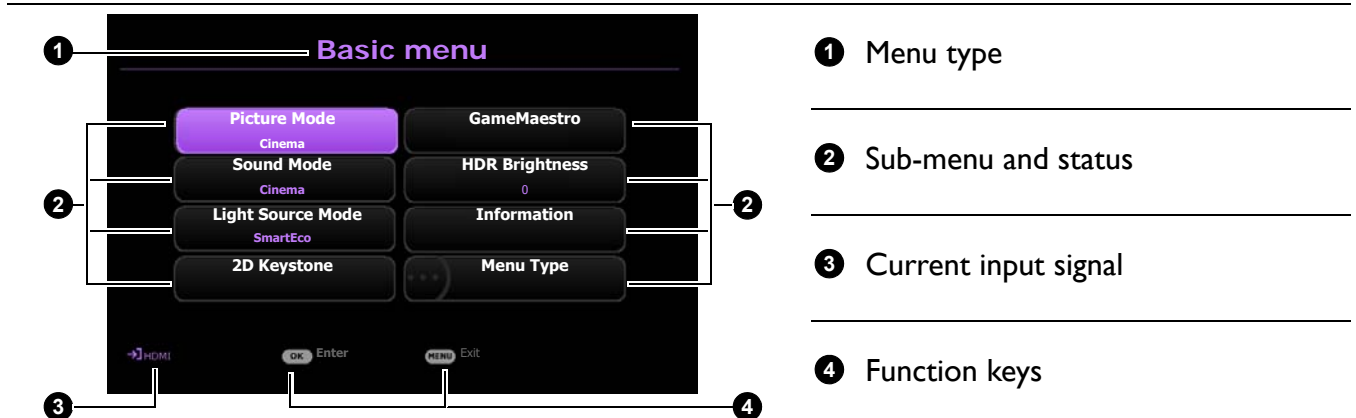 1 Basic menu
1 Menu type
Picture Mode
Cinema
GameMaestro
Sound Mode
Cinema
HDR Brightness
0
2 Sub-menu and status
2
Light Source Mode
SmartEco
Information
2
2D Keystone
Menu Type
3 Current input signal
HDMI
OK Enter
MENU Exit
4 Function keys
3
4